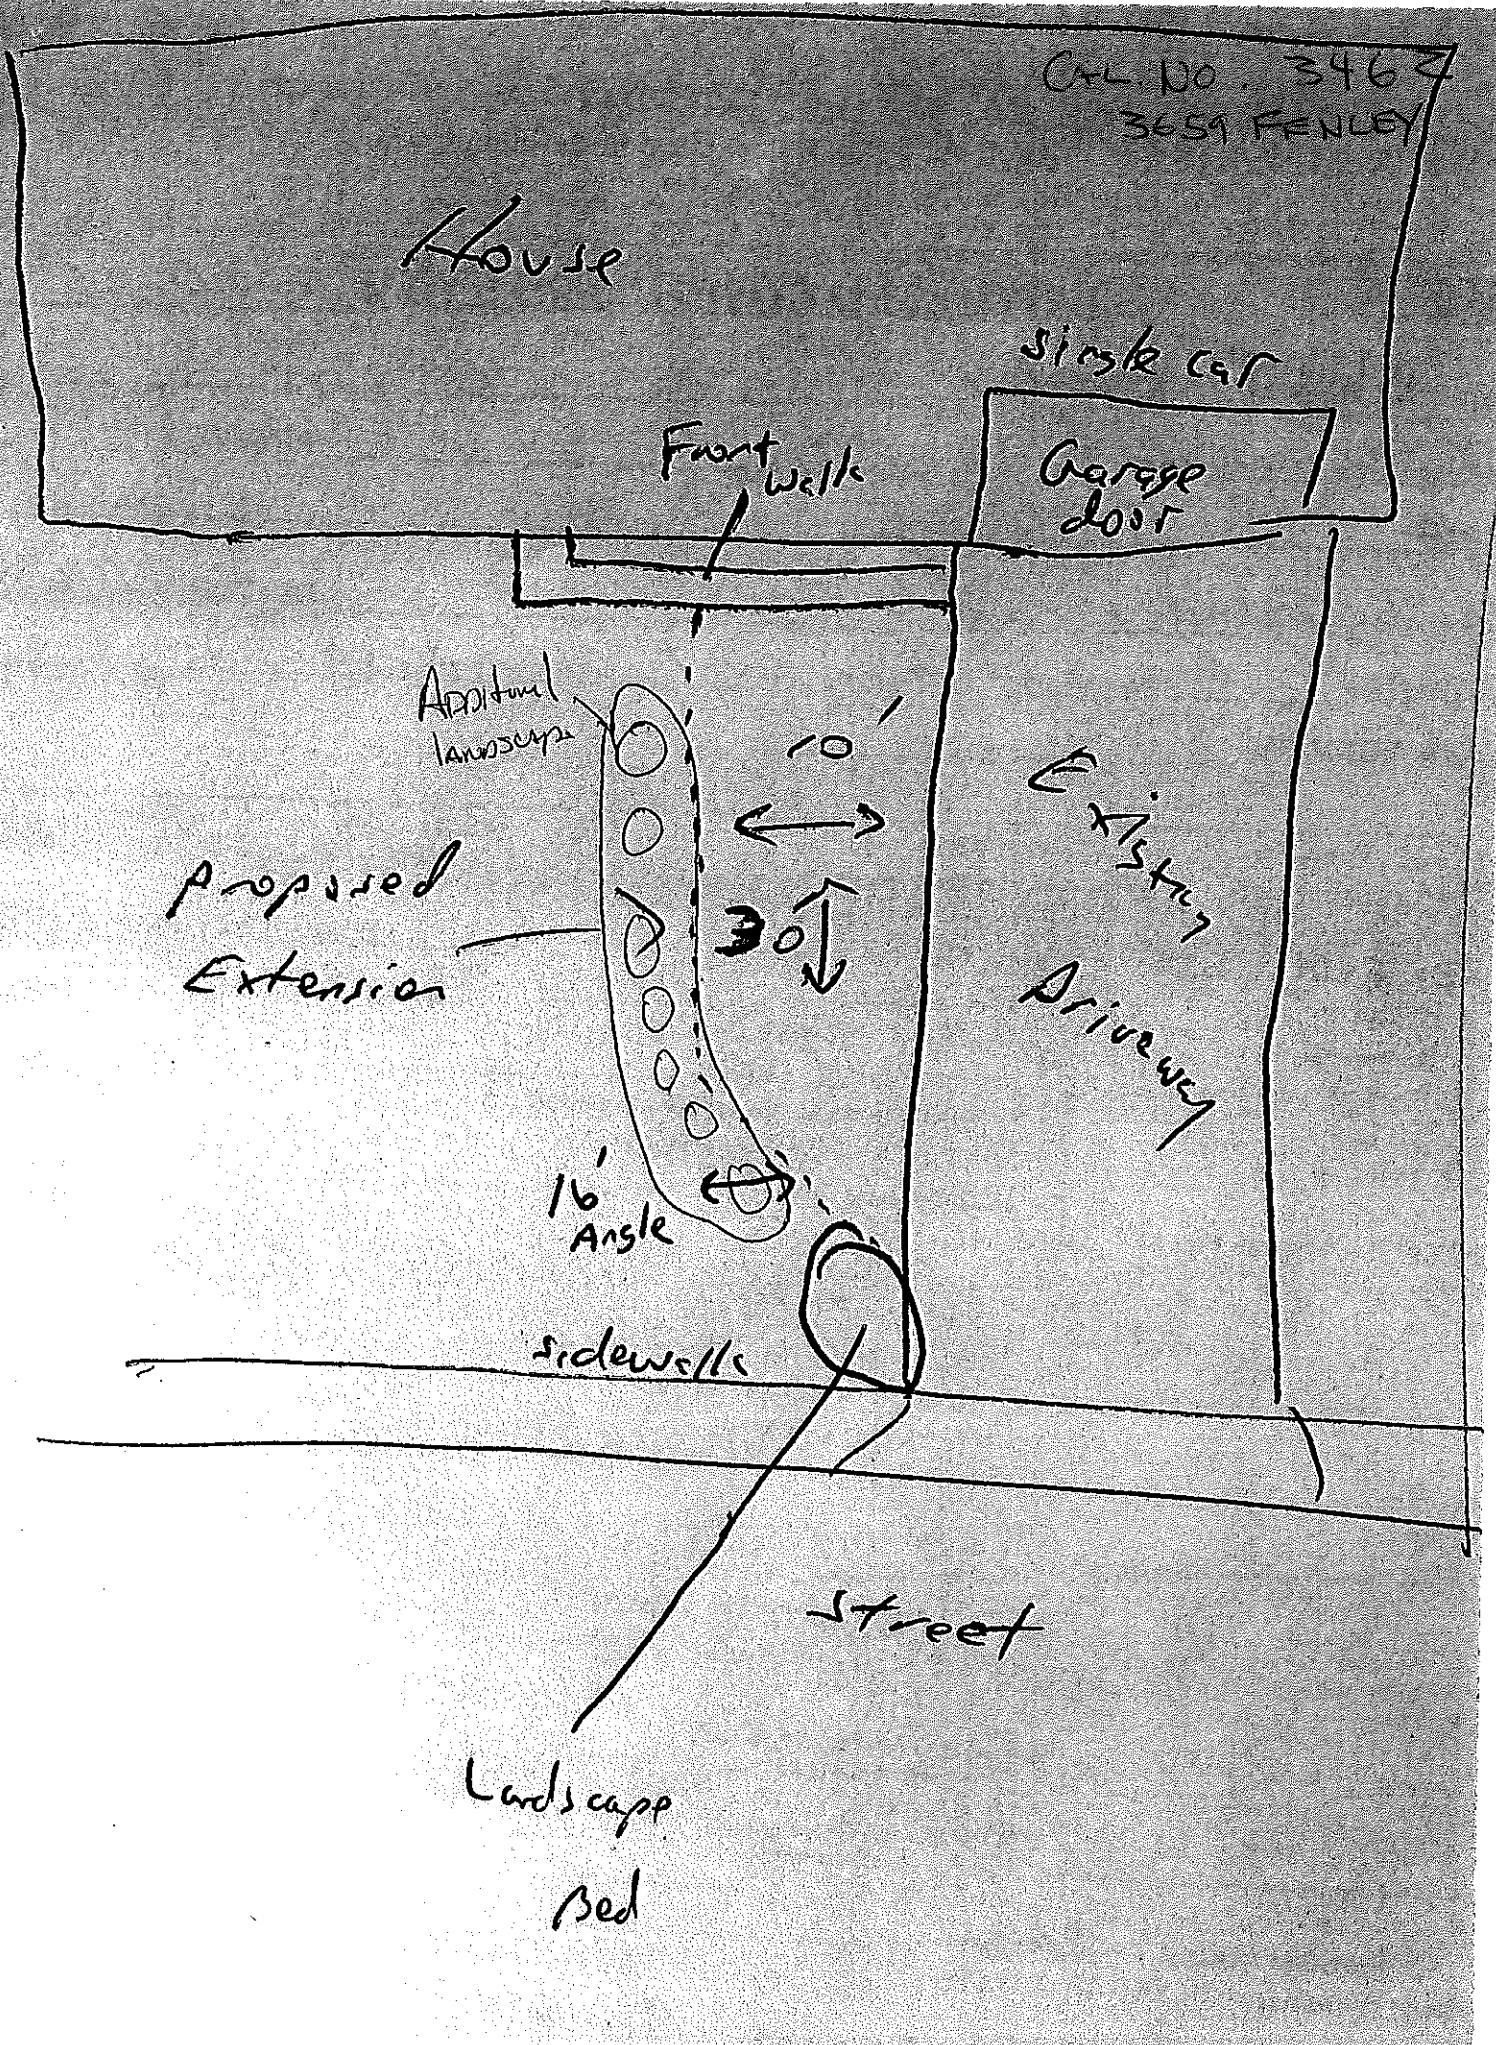 CAL. NO. 3462
3659 FENLEY
House
Single car
Front
Walk
Garage
door
Additional
landscape
10'
Existing
Driveway
Proposed
Extension
30'
16'
Angle
sidewalk
Street
Landscape
Bed